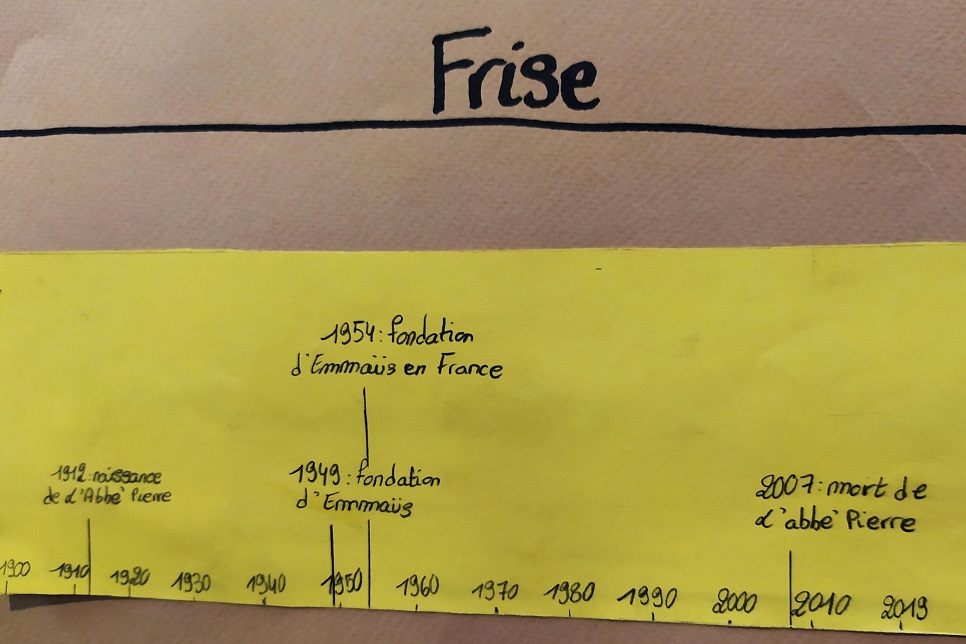 Frise
1954: fondation
d'Emmaüs en France
1912: naissance
de l'Abbé Pierre
1949: fondation
d'Emmaüs
2007: mort de
l'abbé Pierre
1900 1910 1920 1930 1940 1950 1960 1970 1980 1990 2000 2010 2019